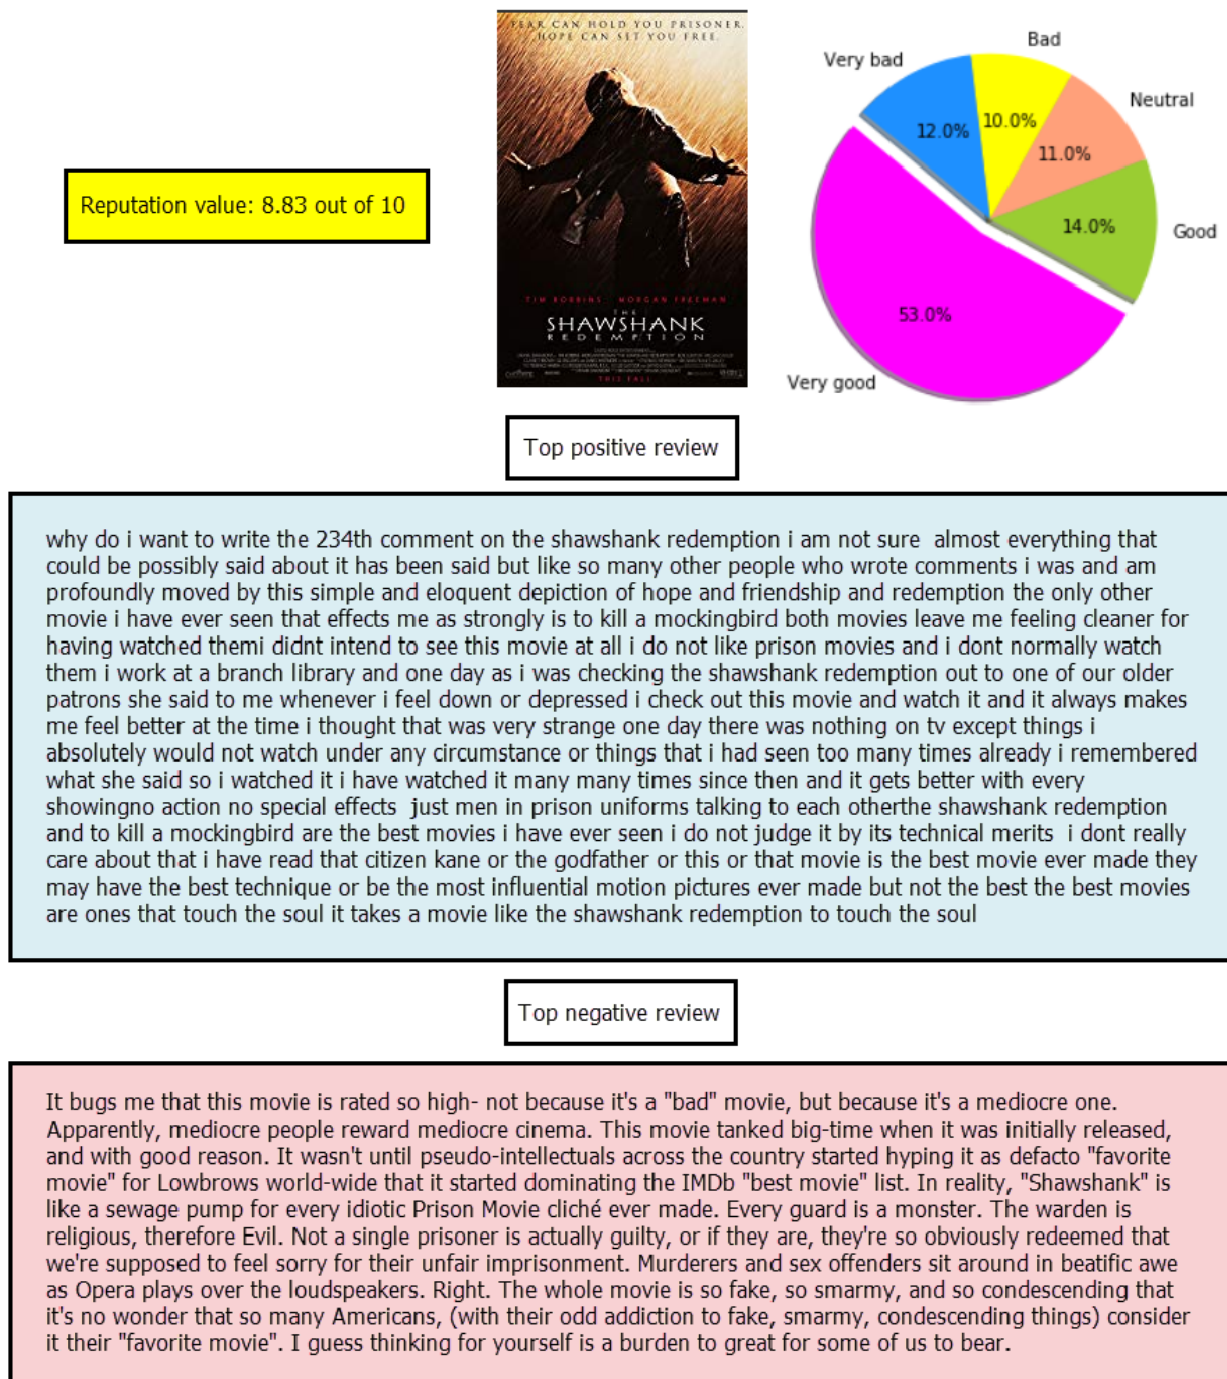 FEAR CAN HOLD YOU PRISONER.
HOPE CAN SET YOU FREE.
TIM ROBBINS MORGAN FREEMAN
THE
SHAWSHANK
REDEMPTION
THIS FALL
Reputation value: 8.83 out of 10
Bad
Very bad
Neutral
10.0%
12.0%
11.0%
14.0%
Good
53.0%
Very good
Top positive review
why do i want to write the 234th comment on the shawshank redemption i am not sure almost everything that
could be possibly said about it has been said but like so many other people who wrote comments i was and am
profoundly moved by this simple and eloquent depiction of hope and friendship and redemption the only other
movie i have ever seen that effects me as strongly is to kill a mockingbird both movies leave me feeling cleaner for
having watched themi didnt intend to see this movie at all i do not like prison movies and i dont normally watch
them i work at a branch library and one day as i was checking the shawshank redemption out to one of our older
patrons she said to me whenever i feel down or depressed i check out this movie and watch it and it always makes
me feel better at the time i thought that was very strange one day there was nothing on tv except things i
absolutely would not watch under any circumstance or things that i had seen too many times already i remembered
what she said so i watched it i have watched it many many times since then and it gets better with every
showingno action no special effects just men in prison uniforms talking to each otherthe shawshank redemption
and to kill a mockingbird are the best movies i have ever seen i do not judge it by its technical merits i dont really
care about that i have read that citizen kane or the godfather or this or that movie is the best movie ever made they
may have the best technique or be the most influential motion pictures ever made but not the best the best movies
are ones that touch the soul it takes a movie like the shawshank redemption to touch the soul
Top negative review
It bugs me that this movie is rated so high- not because it's a "bad" movie, but because it's a mediocre one.
Apparently, mediocre people reward mediocre cinema. This movie tanked big-time when it was initially released,
and with good reason. It wasn't until pseudo-intellectuals across the country started hyping it as defacto "favorite
movie" for Lowbrows world-wide that it started dominating the IMDb "best movie" list. In reality, "Shawshank" is
like a sewage pump for every idiotic Prison Movie cliché ever made. Every guard is a monster. The warden is
religious, therefore Evil. Not a single prisoner is actually guilty, or if they are, they're so obviously redeemed that
we're supposed to feel sorry for their unfair imprisonment. Murderers and sex offenders sit around in beatific awe
as Opera plays over the loudspeakers. Right. The whole movie is so fake, so smarmy, and so condescending that
it's no wonder that so many Americans, (with their odd addiction to fake, smarmy, condescending things) consider
it their "favorite movie". I guess thinking for yourself is a burden to great for some of us to bear.